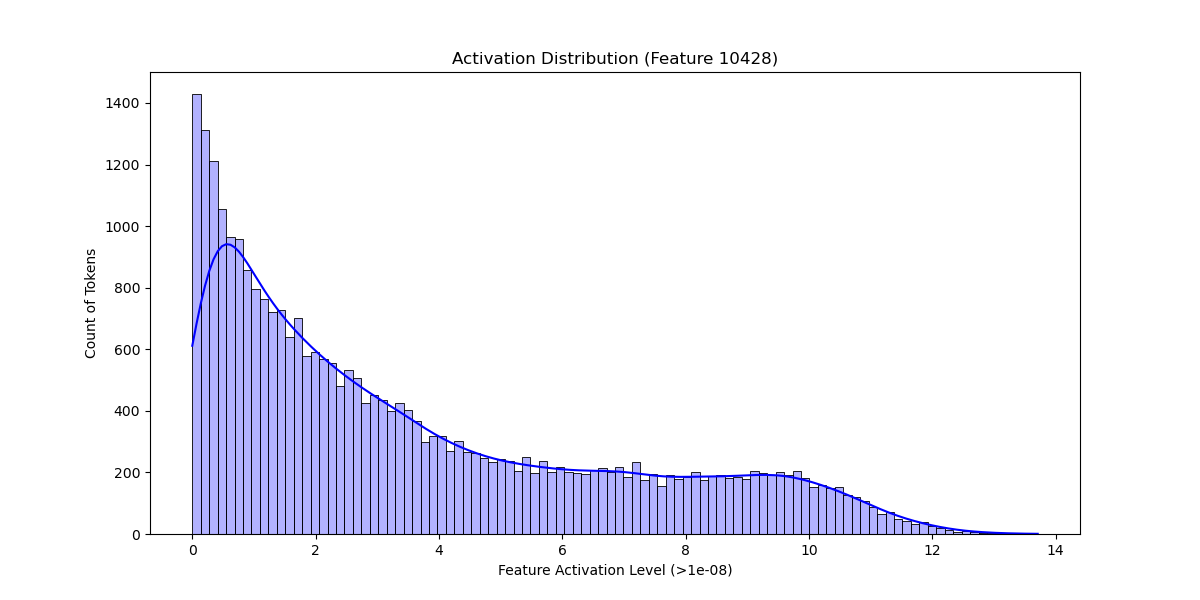 Activation Distribution (Feature 10428)
1400
1200
1000
800
600
400
200
0
Count of Tokens
0 2 4 6 8 10 12 14
Feature Activation Level (>1e-08)